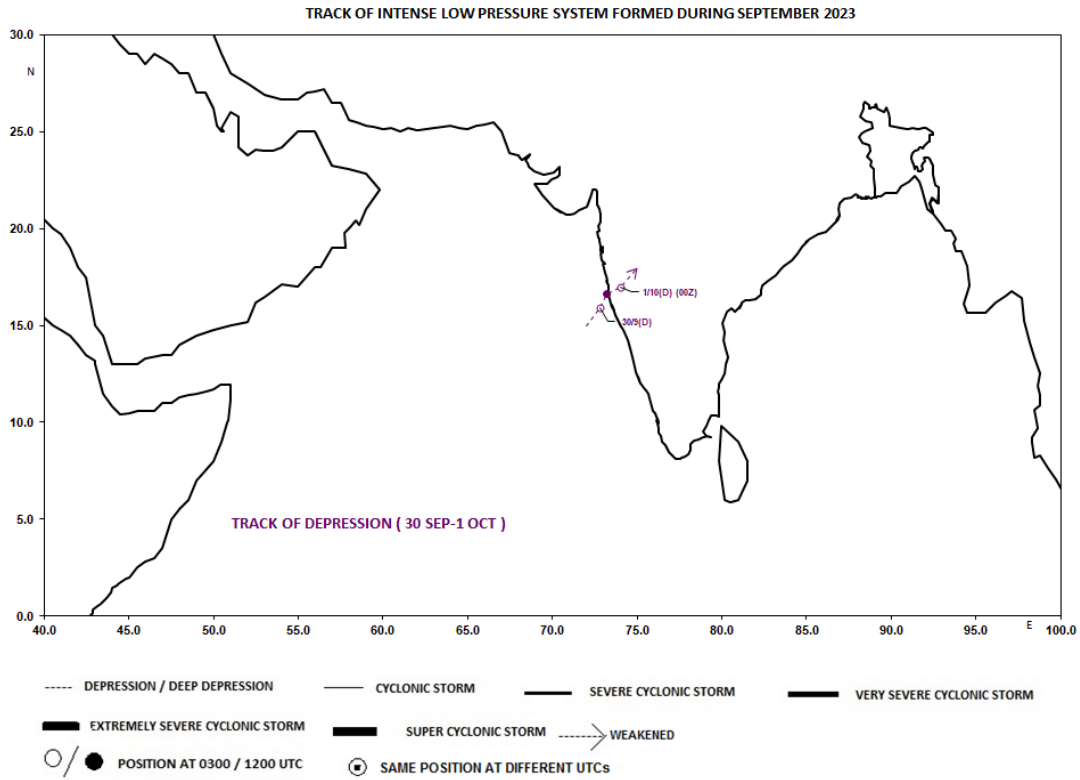 TRACK OF INTENSE LOW PRESSURE SYSTEM FORMED DURING SEPTEMBER 2023
30.0
N
25.0
20.0
15.0
10.0
5.0
0.0
1/10(D) (00Z)
30/9(D)
TRACK OF DEPRESSION ( 30 SEP-1 OCT )
40.0 45.0 50.0 55.0 60.0 65.0 70.0 75.0 80.0 85.0 90.0 95.0 E 100.0
DEPRESSION / DEEP DEPRESSION CYCLONIC STORM SEVERE CYCLONIC STORM VERY SEVERE CYCLONIC STORM
EXTREMELY SEVERE CYCLONIC STORM SUPER CYCLONIC STORM WEAKENED
POSITION AT 0300 / 1200 UTC SAME POSITION AT DIFFERENT UTCs